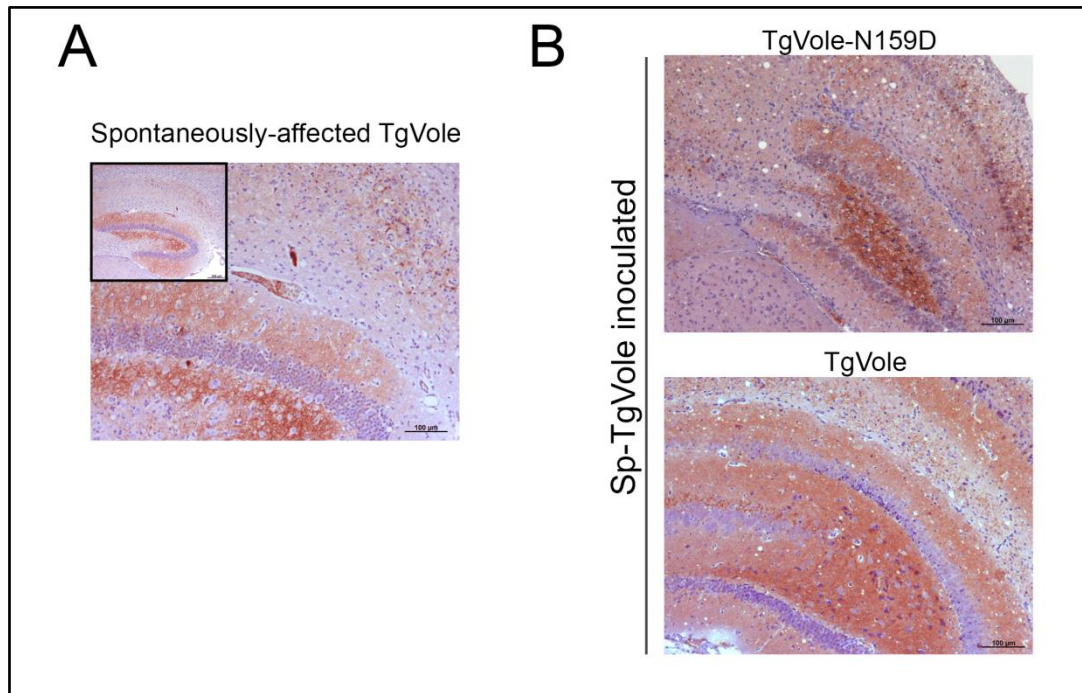 A
Spontaneously-affected TgVole
100 µm
B
Sp-TgVole inoculated
TgVole-N159D
100 µm
TgVole
100 µm